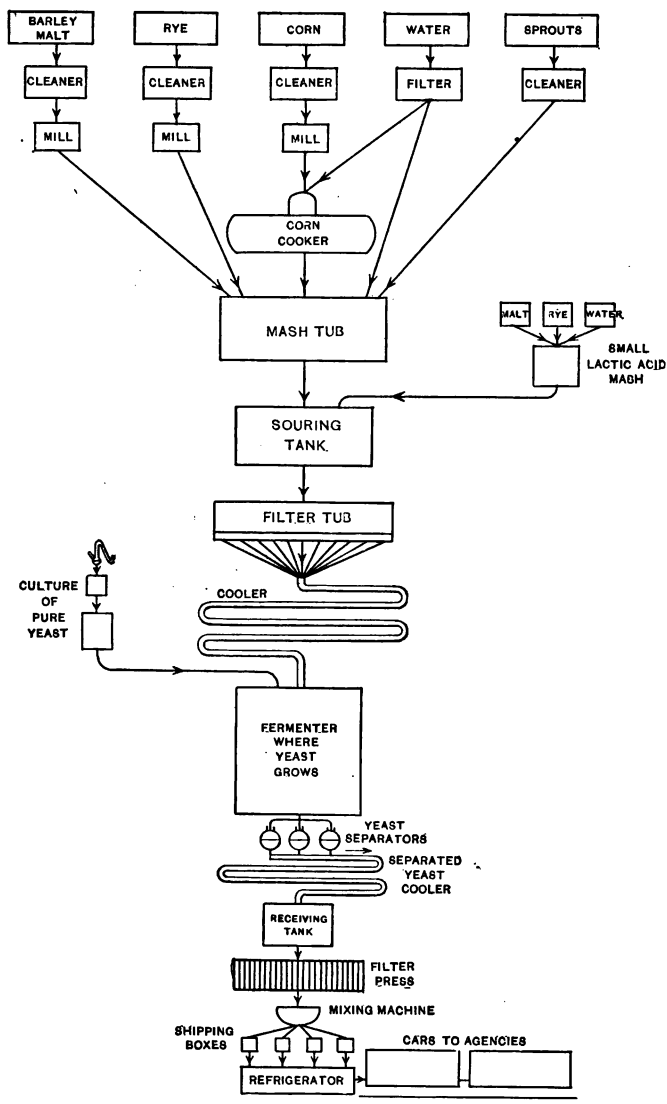 BARLEY
MALT
RYE
CORN
WATER
SPROUTS
CLEANER
CLEANER
CLEANER
FILTER
CLEANER
MILL
MILL
MILL
CORN
COOKER
MASH TUB
MALT
RYE
WATER
SMALL
LACTIC ACID
MASH
SOURING
TANK
FILTER TUB
COOLER
CULTURE
OF
PURE
YEAST
FERMENTER
WHERE
YEAST
GROWS
YEAST
SEPARATORS
SEPARATED
YEAST
COOLER
RECEIVING
TANK
FILTER
PRESS
MIXING MACHINE
SHIPPING
BOXES
CARS TO AGENCIES
REFRIGERATOR